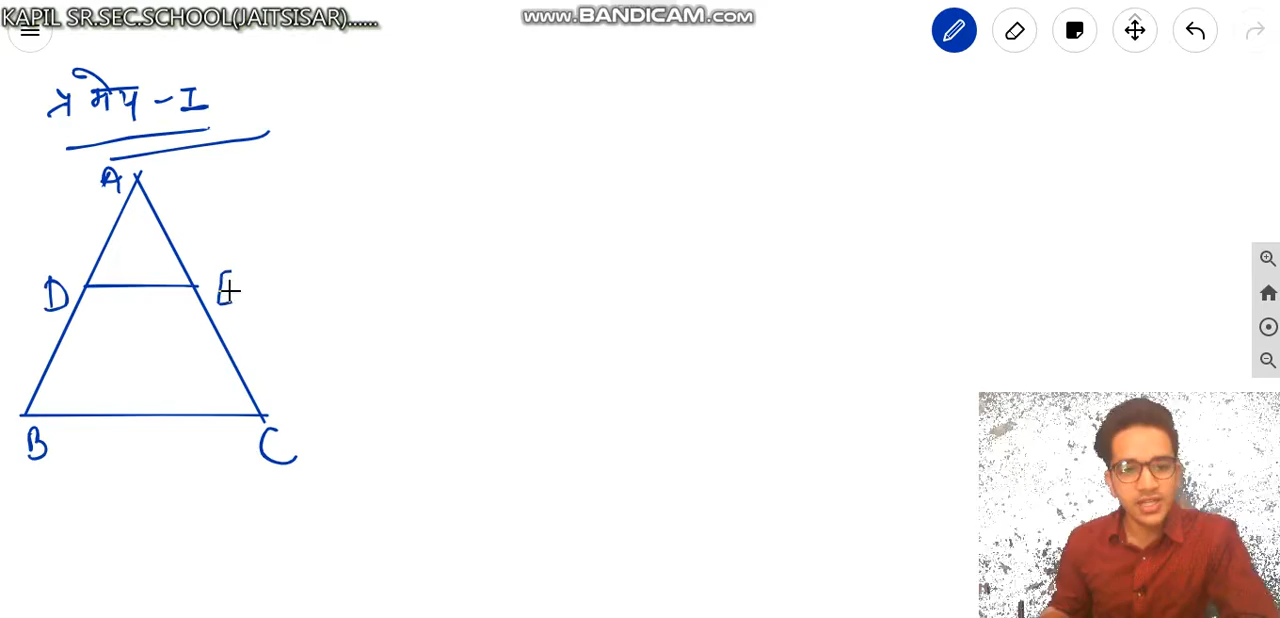 KAPIL SR.SEC.SCHOOL(JAITSISAR)......
www.BANDICAM.com
प्रमेय - I
A
D E
B C